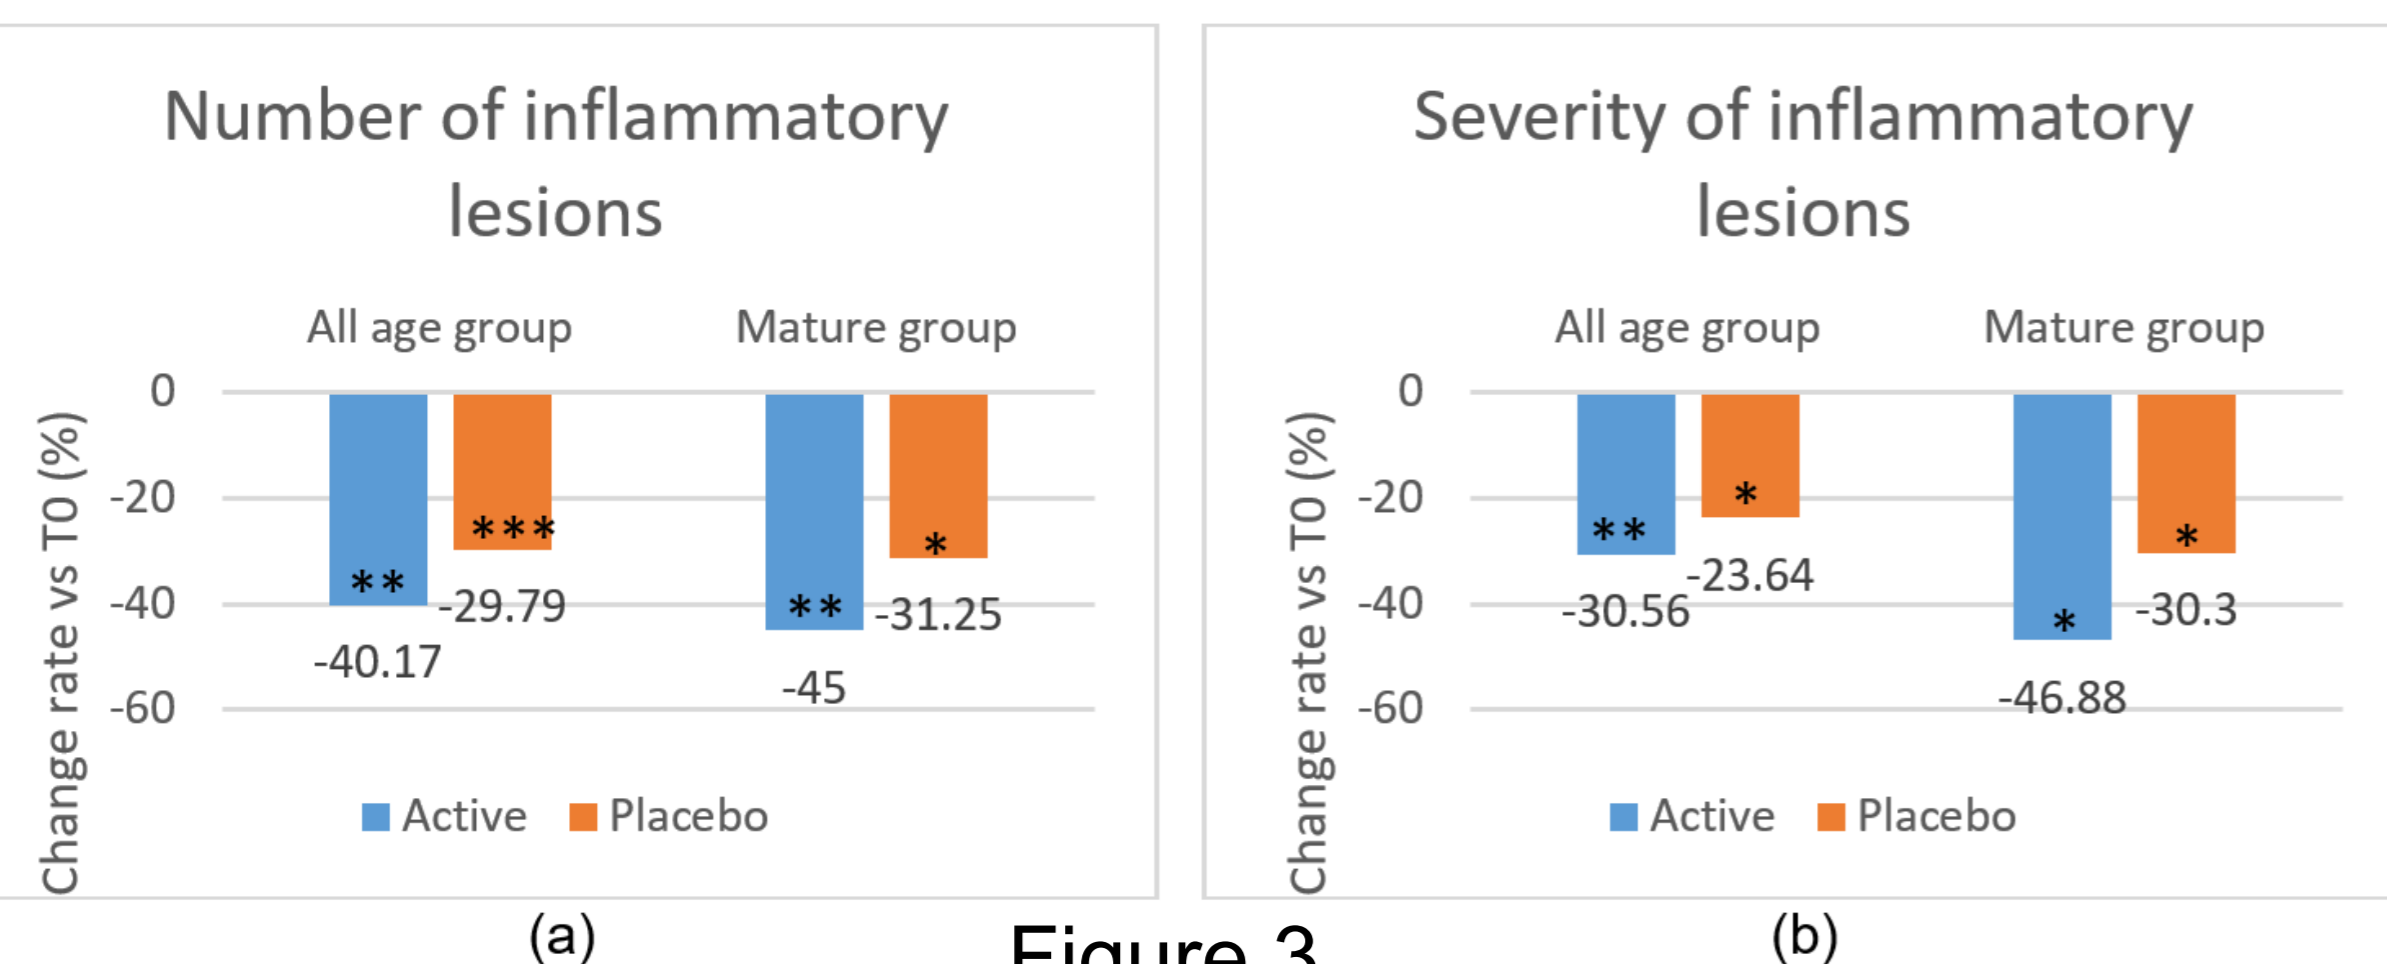 Number of inflammatory
lesions
All age group
Mature group
0
-20
-40
-60
Change rate vs T0 (%)
**
***
**
*
-40.17
-29.79
-45
-31.25
Active
Placebo
(a)
Severity of inflammatory
lesions
All age group
Mature group
0
-20
-40
-60
Change rate vs T0 (%)
**
*
*
*
-30.56
-23.64
-46.88
-30.3
Active
Placebo
(b)
Figure 3